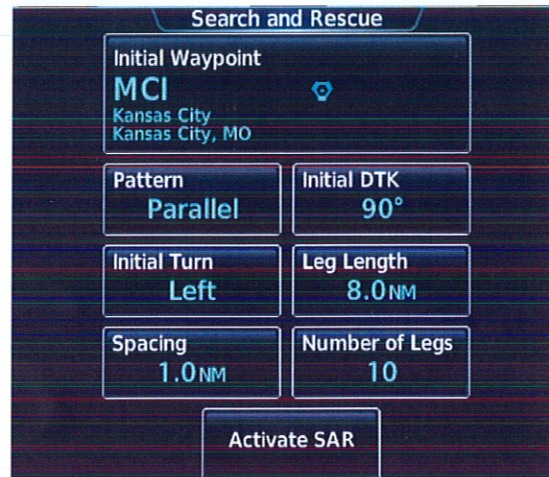 Search and Rescue
Initial Waypoint
MCI
Kansas City
Kansas City, MO
Pattern
Parallel
Initial DTK
90°
Initial Turn
Left
Leg Length
8.0NM
Spacing
1.0NM
Number of Legs
10
Activate SAR